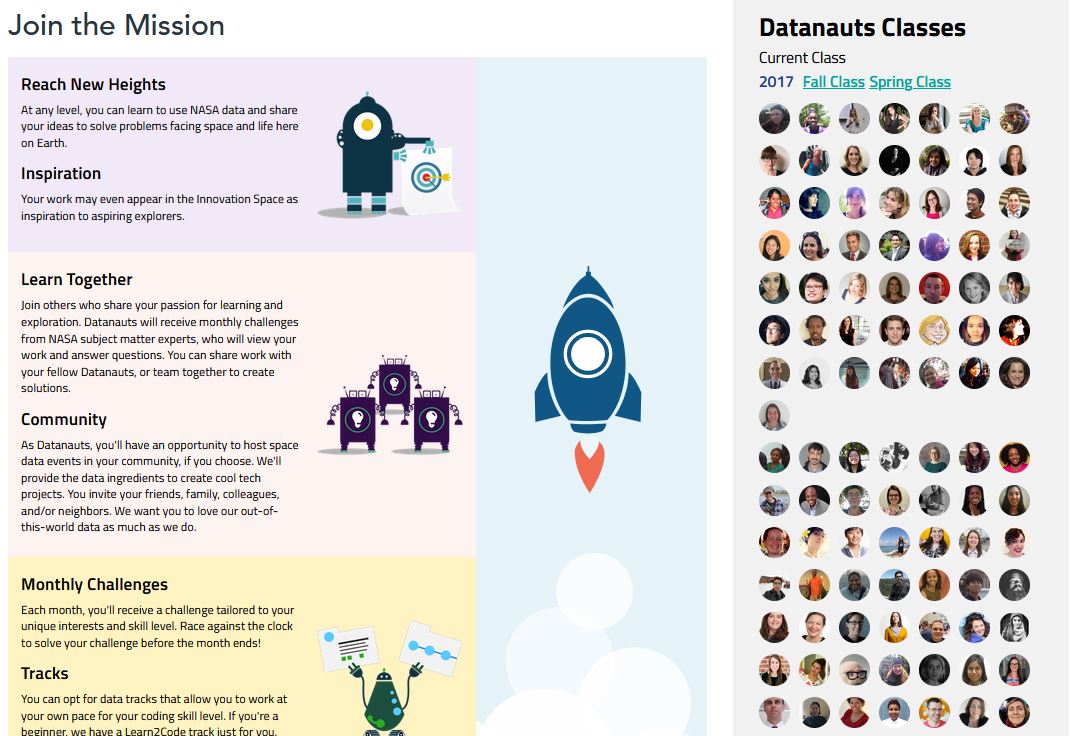 Join the Mission
Reach New Heights
At any level, you can learn to use NASA data and share
your ideas to solve problems facing space and life here
on Earth.
Inspiration
Your work may even appear in the Innovation Space as
inspiration to aspiring explorers.
Learn Together
Join others who share your passion for learning and
exploration. Datanauts will receive monthly challenges
from NASA subject matter experts, who will view your
work and answer questions. You can share work with
your fellow Datanauts, or team together to create
solutions.
Community
As Datanauts, you'll have an opportunity to host space
data events in your community, if you choose. We'll
provide the data ingredients to create cool tech
projects. You invite your friends, family, colleagues,
and/or neighbors. We want you to love our out-of-
this-world data as much as we do.
Monthly Challenges
Each month, you'll receive a challenge tailored to your
unique interests and skill level. Race against the clock
to solve your challenge before the month ends!
Tracks
You can opt for data tracks that allow you to work at
your own pace for your coding skill level. If you're a
beginner, we have a Learn2Code track just for you.
Datanauts Classes
Current Class
2017 Fall Class Spring Class